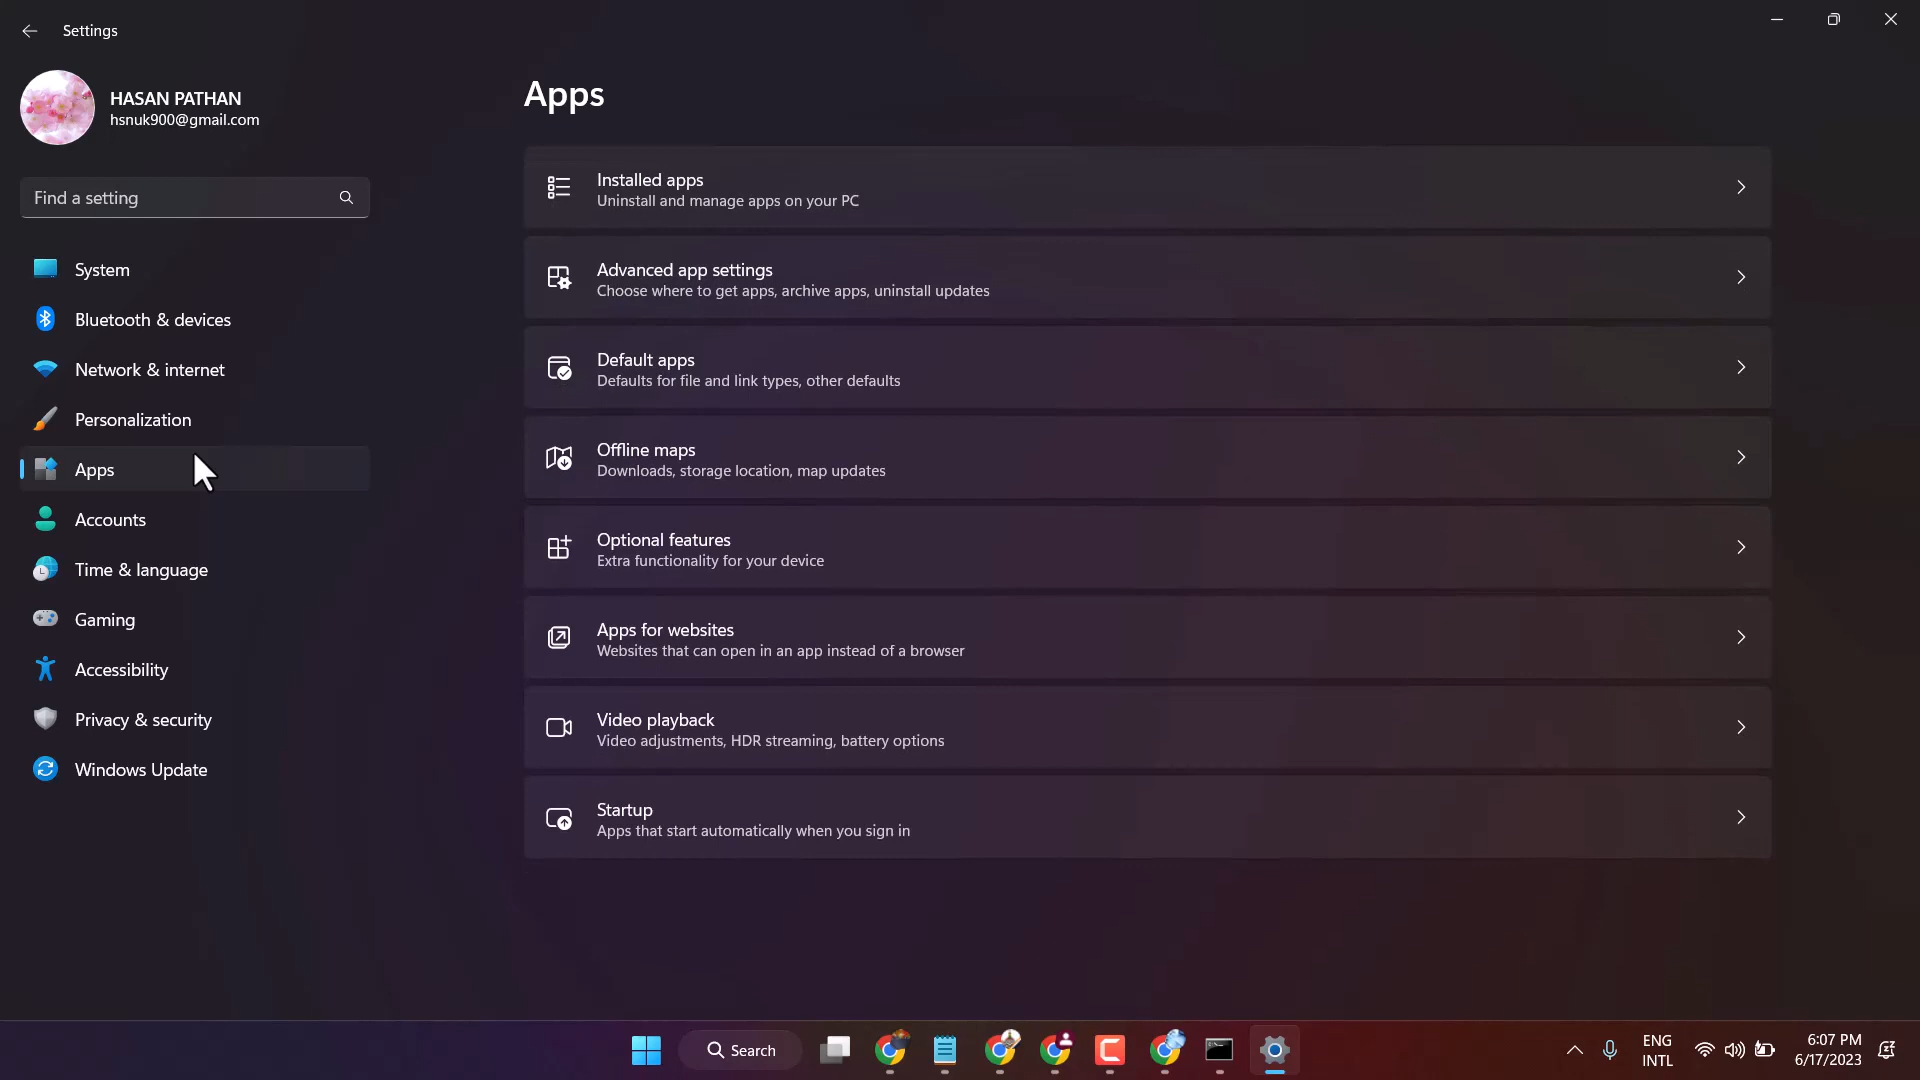 Settings
HASAN PATHAN
hsnuk900@gmail.com
Find a setting
System
Bluetooth & devices
Network & internet
Personalization
Apps
Accounts
Time & language
Gaming
Accessibility
Privacy & security
Windows Update
Apps
Installed apps
Uninstall and manage apps on your PC
Advanced app settings
Choose where to get apps, archive apps, uninstall updates
Default apps
Defaults for file and link types, other defaults
Offline maps
Downloads, storage location, map updates
Optional features
Extra functionality for your device
Apps for websites
Websites that can open in an app instead of a browser
Video playback
Video adjustments, HDR streaming, battery options
Startup
Apps that start automatically when you sign in
Search
ENG
INTL
6:07 PM
6/17/2023